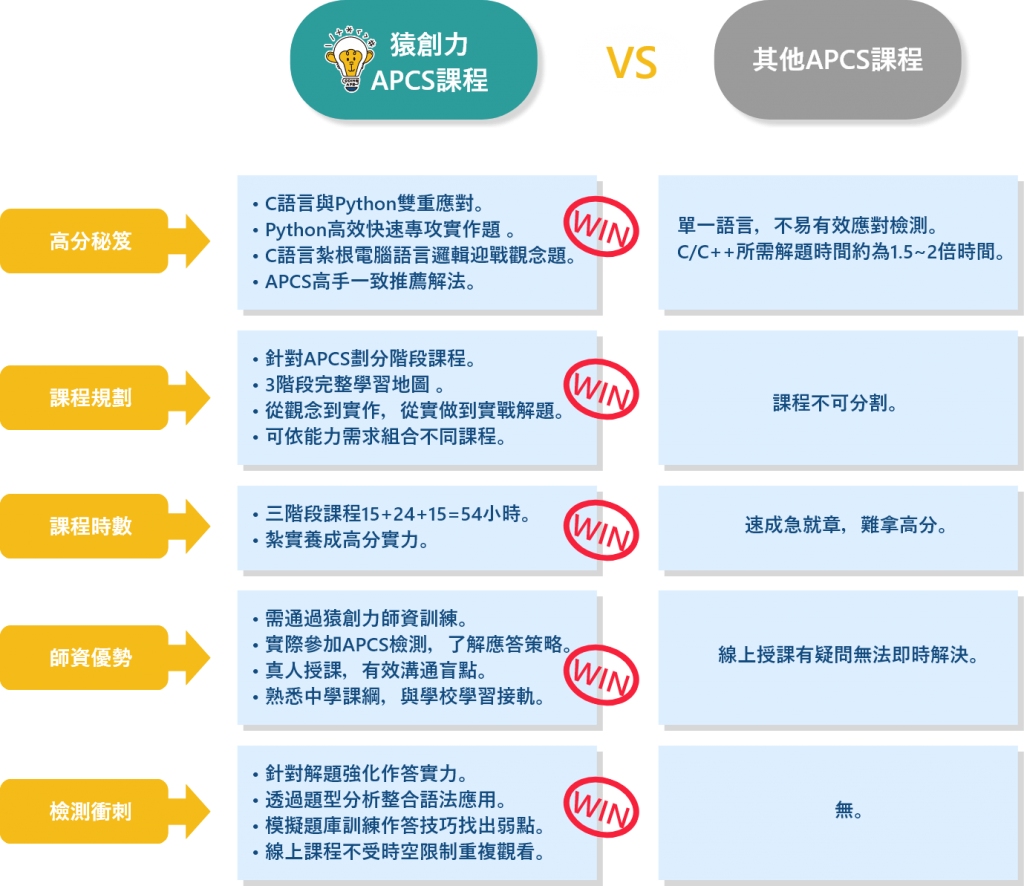 猿創力
APCS課程
VS
其他APCS課程
高分秘笈
• C語言與Python雙重應對。
• Python高效快速專攻實作題 。
• C語言紮根電腦語言邏輯迎戰觀念題。
• APCS高手一致推薦解法。
WIN
單一語言，不易有效應對檢測。
C/C++所需解題時間約為1.5~2倍時間。
課程規劃
• 針對APCS劃分階段課程。
• 3階段完整學習地圖 。
• 從觀念到實作，從實做到實戰解題。
• 可依能力需求組合不同課程。
WIN
課程不可分割。
課程時數
• 三階段課程15+24+15=54小時。
• 紮實養成高分實力。
WIN
速成急就章，難拿高分。
師資優勢
• 需通過猿創力師資訓練。
• 實際參加APCS檢測，了解應答策略。
• 真人授課，有效溝通盲點。
• 熟悉中學課綱，與學校學習接軌。
WIN
線上授課有疑問無法即時解決。
檢測衝刺
• 針對解題強化作答實力。
• 透過題型分析整合語法應用。
• 模擬題庫訓練作答技巧找出弱點。
• 線上課程不受時空限制重複觀看。
WIN
無。